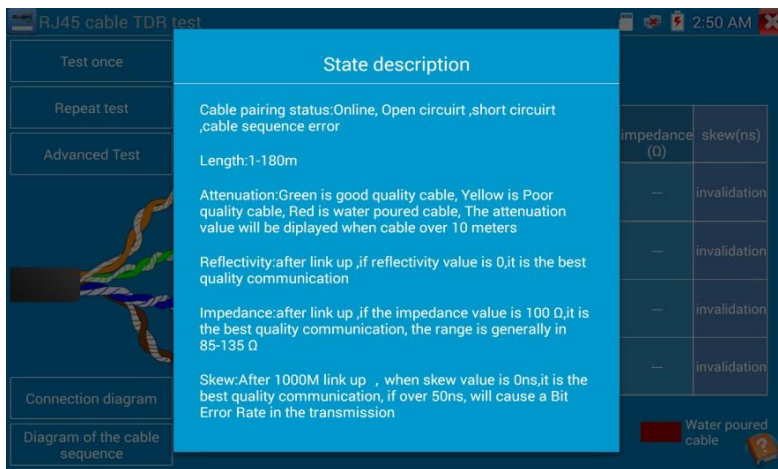 RJ45 cable TDR test
2:50 AM
Test once
Repeat test
Advanced Test
Connection diagram
Diagram of the cable
sequence
State description
Cable pairing status:Online, Open circuirt ,short circuirt
,cable sequence error
Length:1-180m
Attenuation:Green is good quality cable, Yellow is Poor
quality cable, Red is water poured cable, The attenuation
value will be diplayed when cable over 10 meters
Reflectivity:after link up ,if reflectivity value is 0,it is the best
quality communication
Impedance:after link up ,if the impedance value is 100 Ω,it is
the best quality communication, the range is generally in
85-135 Ω
Skew:After 1000M link up , when skew value is 0ns,it is the
best quality communication, if over 50ns, will cause a Bit
Error Rate in the transmission
impedance
(Ω)
skew(ns)
— invalidation
— invalidation
— invalidation
— invalidation
Water poured
cable